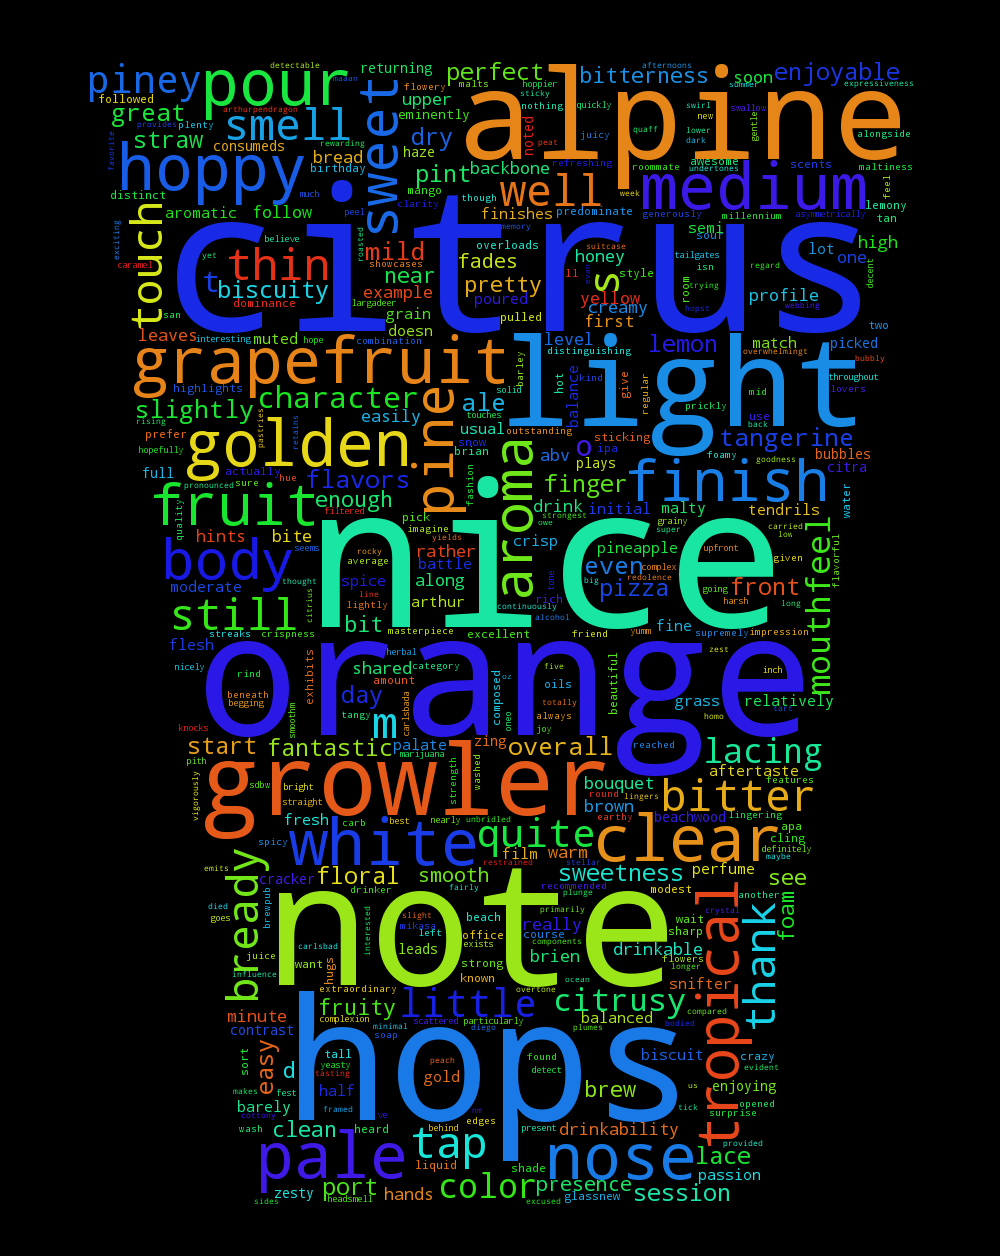 detectable
piney
pour
returning
maaan
flowery
perfect
alpine
hoppier
sticky
malts
bitterness
afternoons
summer
soon
enjoyable
expressiveness
followed
arthurpendragon
upper
eminently
nothing
quickly
swirl
new
swallow
great
provides
plenty
smell
sweet
dry
noted
juicy
lower
dark
gentle
alongside
straw
consumeds
haze
peat
quaff
favorite
rewarding
bread
birthday
pint
backbone
refreshing
roommate
awesome
undertones
scents
maltiness
hoppy
distinct
much
mango
well
week
medium
feel
lemony
touch
aromatic
follow
peel
clarity
finishes
predominate
memory
suitcase
generously
millennium
asymmetrically
tan
exciting
yet
because
believe
roasted
citrus
thin
mild
showcases
fades
overloads
honey
tailgates
semi
sour
lot
one
high
caramel
biscuity
t
near
pretty
s
ll
style
room
isn
trying
regard
decent
profile
dominance
example
largadeer
poured
yellow
creamy
hopst
webbing
san
grain
pulled
first
two
leaves
interesting
muted
hope
combination
doesn
level
lemon
match
picked
distinguishing
overwhelmingt
bubbly
grapefruit
barley
light
throughout
highlights
solid
hot
kind
give
regular
mid
lovers
slightly
character
pine
ale
touches
balance
prickly
use
back
rising
prefer
pastries
retains
easily
usual
outstanding
sticking
tangerine
hopefully
golden
snow
brian
aroma
o
ipa
foamy
goodness
bubbles
full
actually
flavors
abv
plays
finish
citra
water
fruit
pronounced
sure
hue
enough
fashion
finger
quality
filtered
pick
nice
drink
initial
owe
strongest
malty
grainy
super
tendrils
carried
low
hints
bite
imagine
yields
crisp
pineapple
upfront
given
mouthfeel
flavorful
body
seems
rocky
average
rather
battle
even
complex
redolence
going
front
moderate
thought
spice
along
tone
big
pizza
harsh
long
citrius
line
lightly
arthur
rich
continuously
alcohol
still
bit
masterpiece
excellent
friend
yumm
fine
supremely
impression
streaks
crispness
flesh
herbal
orange
zest
nicely
rind
exhibits
shared
category
five
oils
beautiful
inch
beneath
begging
amount
day
carlsbada
composed
oz
totally
grass
homo
tart
relatively
smoothm
tangy
m
oneo
always
joy
knocks
start
fantastic
palate
zing
overall
reached
lacing
pith
marijuana
strength
washed
aftertaste
features
vigorously
sdbw
bright
growler
bouquet
round
lingers
bitter
straight
brown
beachwood
lingering
fresh
carb
best
nearly
unbridled
earthy
apa
cling
spicy
white
quite
clear
definitely
maybe
film
warm
restrained
stellar
emits
bready
cracker
floral
smooth
sweetness
perfume
see
died
goes
brewpub
drinker
fairly
recommended
plunge
modest
another
note
primarily
crystal
foam
slight
mikasa
beach
really
wait
sharp
left
office
course
carlsbad
interested
leads
exists
components
brien
drinkable
flowers
longer
juice
influence
want
hugs
strong
known
ocean
tropical
thank
snifter
extraordinary
overtone
compared
minute
fruity
little
citrusy
complexion
scattered
particularly
balanced
bodied
contrast
minimal
soap
diego
plumes
sort
easy
tall
hops
found
biscuit
crazy
evident
d
yeasty
tasting
peach
gold
detect
us
makes
fest
half
brew
tick
enjoying
cottony
barely
framed
ve
nm
edges
opened
surprise
wash
clean
heard
behind
present
drinkability
pale
tap
nose
provided
lace
liquid
shade
passion
zesty
port
headsmell
hands
color
presence
glassnew
session
sides
excused